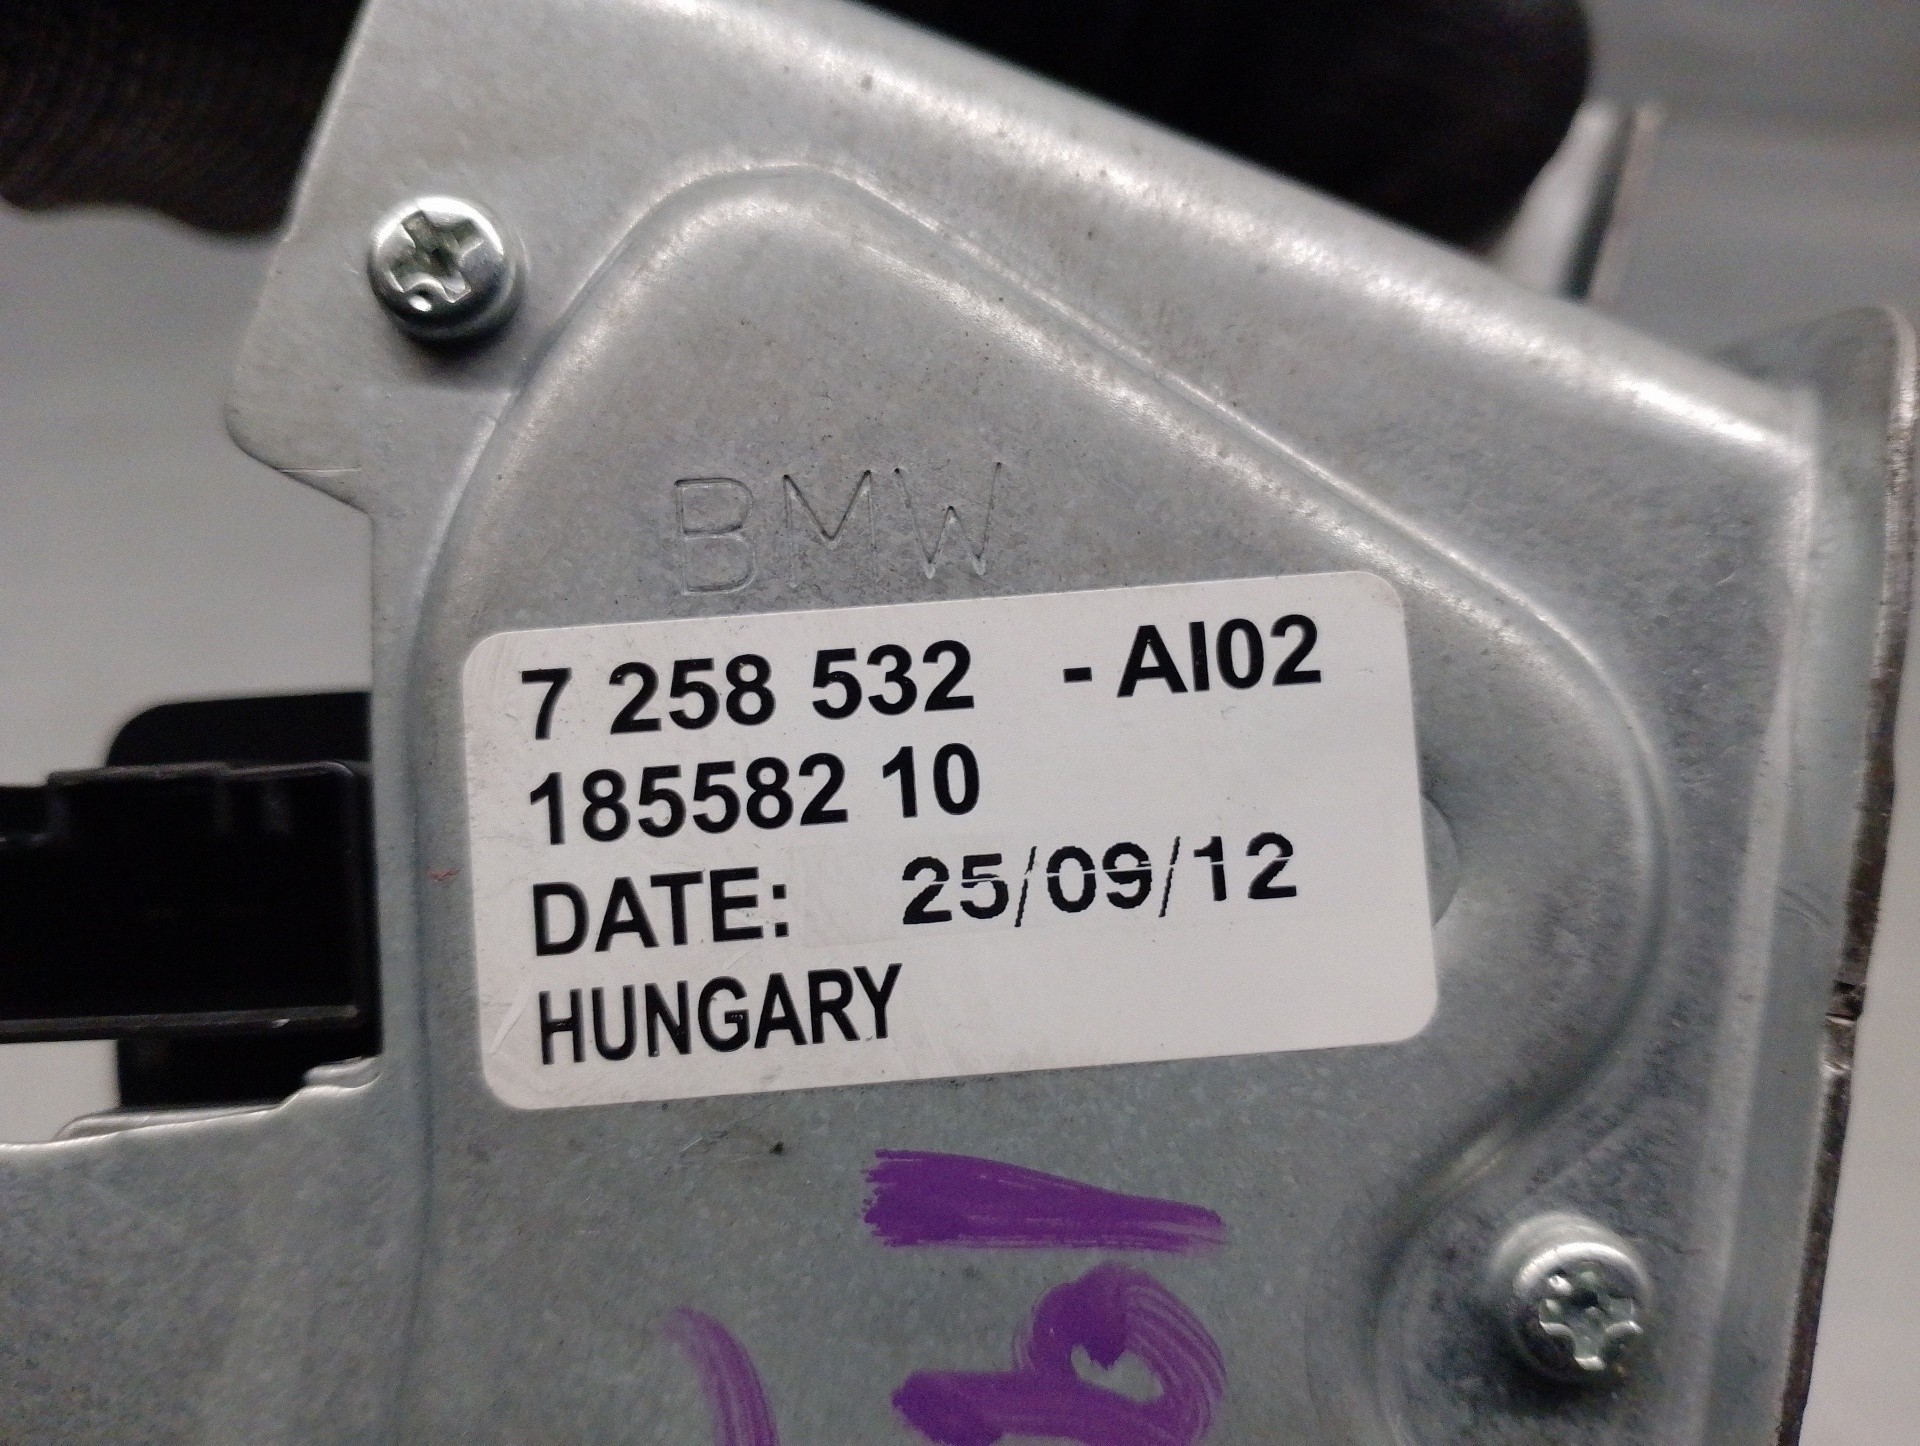 BMW
7 258 532 - AI02
185582 10
DATE: 25/09/12
HUNGARY